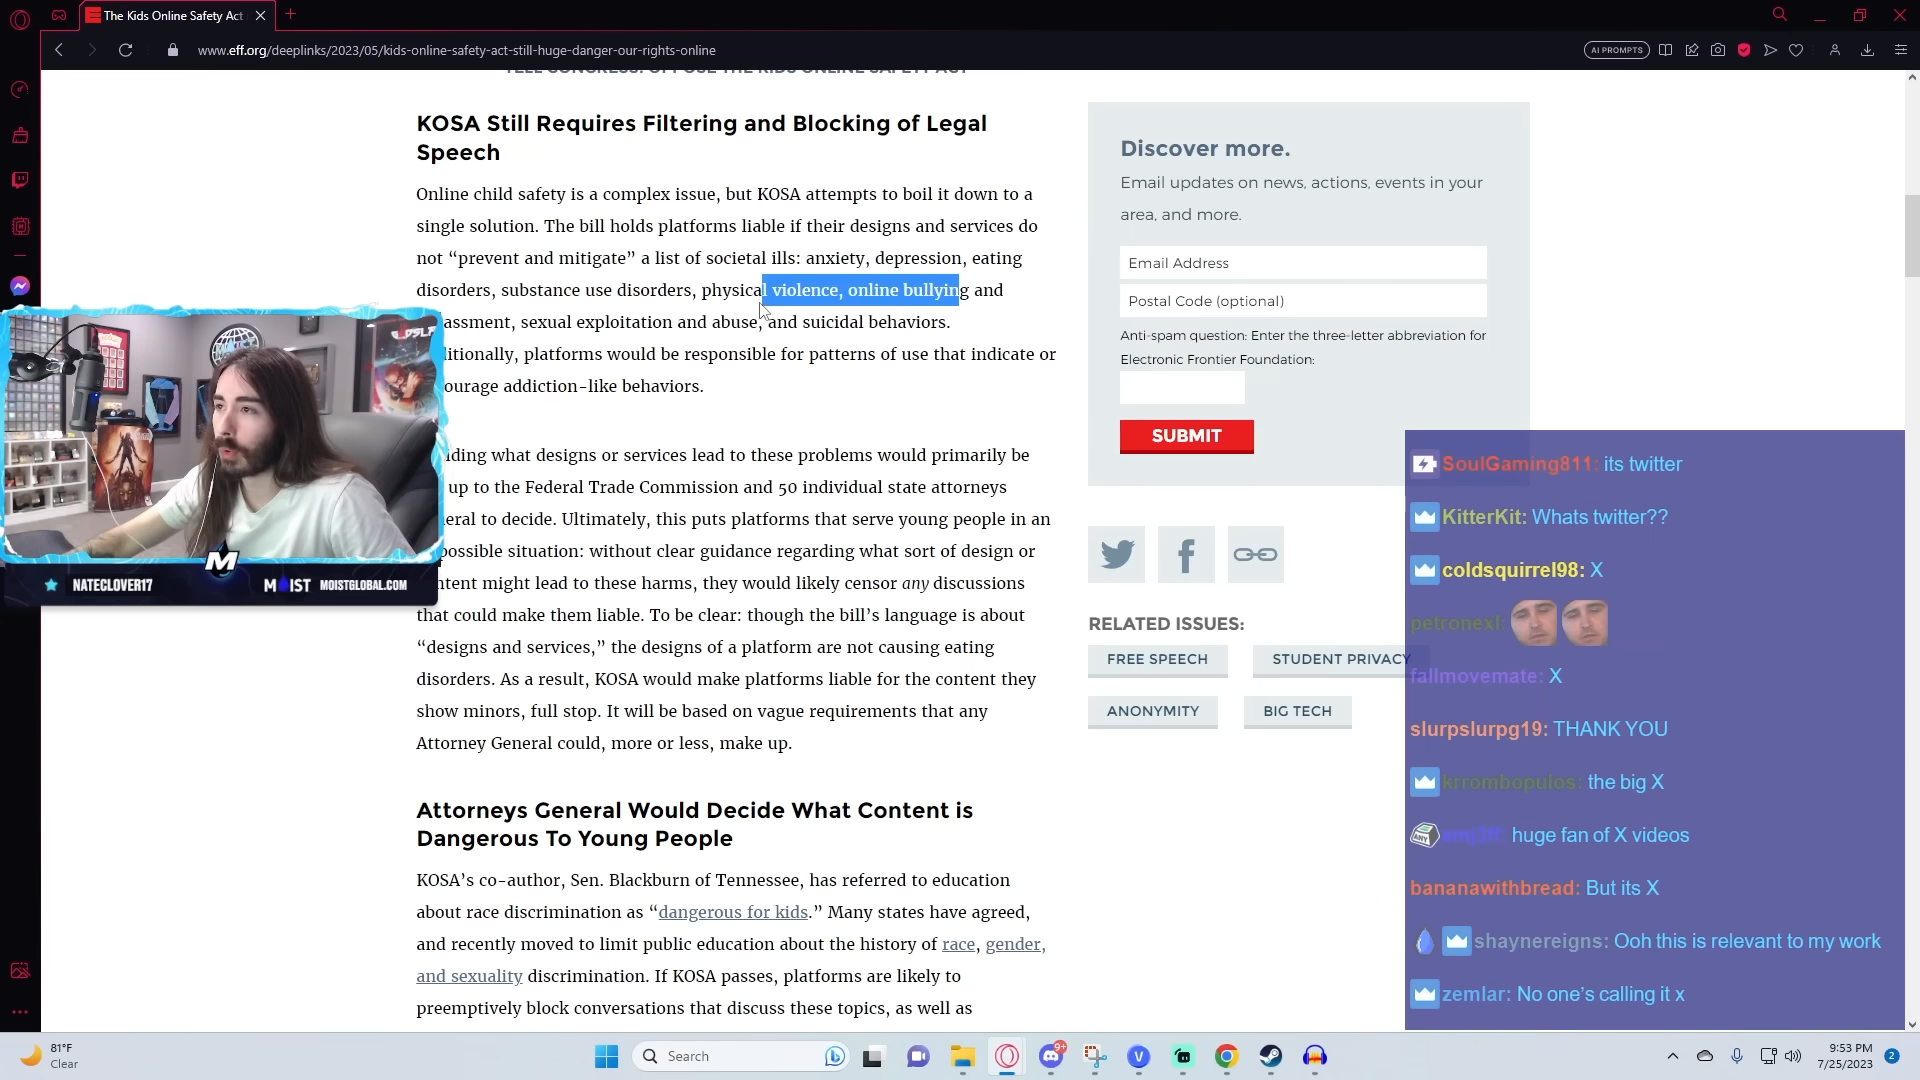 The Kids Online Safety Act
www.eff.org/deeplinks/2023/05/kids-online-safety-act-still-huge-danger-our-rights-online
AI PROMPTS
TELL CONGRESS: OPPOSE THE KIDS ONLINE SAFETY ACT
KOSA Still Requires Filtering and Blocking of Legal
Speech
Online child safety is a complex issue, but KOSA attempts to boil it down to a
single solution. The bill holds platforms liable if their designs and services do
not “prevent and mitigate” a list of societal ills: anxiety, depression, eating
disorders, substance use disorders, physical violence, online bullying and
assment, sexual exploitation and abuse, and suicidal behaviors.
itionally, platforms would be responsible for patterns of use that indicate or
ourage addiction-like behaviors.
ding what designs or services lead to these problems would primarily be
up to the Federal Trade Commission and 50 individual state attorneys
eral to decide. Ultimately, this puts platforms that serve young people in an
possible situation: without clear guidance regarding what sort of design or
ntent might lead to these harms, they would likely censor any discussions
that could make them liable. To be clear: though the bill’s language is about
“designs and services,” the designs of a platform are not causing eating
disorders. As a result, KOSA would make platforms liable for the content they
show minors, full stop. It will be based on vague requirements that any
Attorney General could, more or less, make up.
Attorneys General Would Decide What Content is
Dangerous To Young People
KOSA’s co-author, Sen. Blackburn of Tennessee, has referred to education
about race discrimination as “dangerous for kids.” Many states have agreed,
and recently moved to limit public education about the history of race, gender,
and sexuality discrimination. If KOSA passes, platforms are likely to
preemptively block conversations that discuss these topics, as well as
Discover more.
Email updates on news, actions, events in your
area, and more.
Email Address
Postal Code (optional)
Anti-spam question: Enter the three-letter abbreviation for
Electronic Frontier Foundation:
SUBMIT
RELATED ISSUES:
FREE SPEECH
STUDENT PRIVACY
ANONYMITY
BIG TECH
M
NATECLOVER17
MOIST
MOISTGLOBAL.COM
SoulGaming811: its twitter
KitterKit: Whats twitter??
coldsquirrel98: X
petronexl:
fallmovemate: X
slurpslurpg19: THANK YOU
krrombopulos: the big X
huge fan of X videos
bananawithbread: But its X
shaynereigns: Ooh this is relevant to my work
zemlar: No one’s calling it x
81°F
Clear
Search
9+
V
9:53 PM
7/25/2023
2